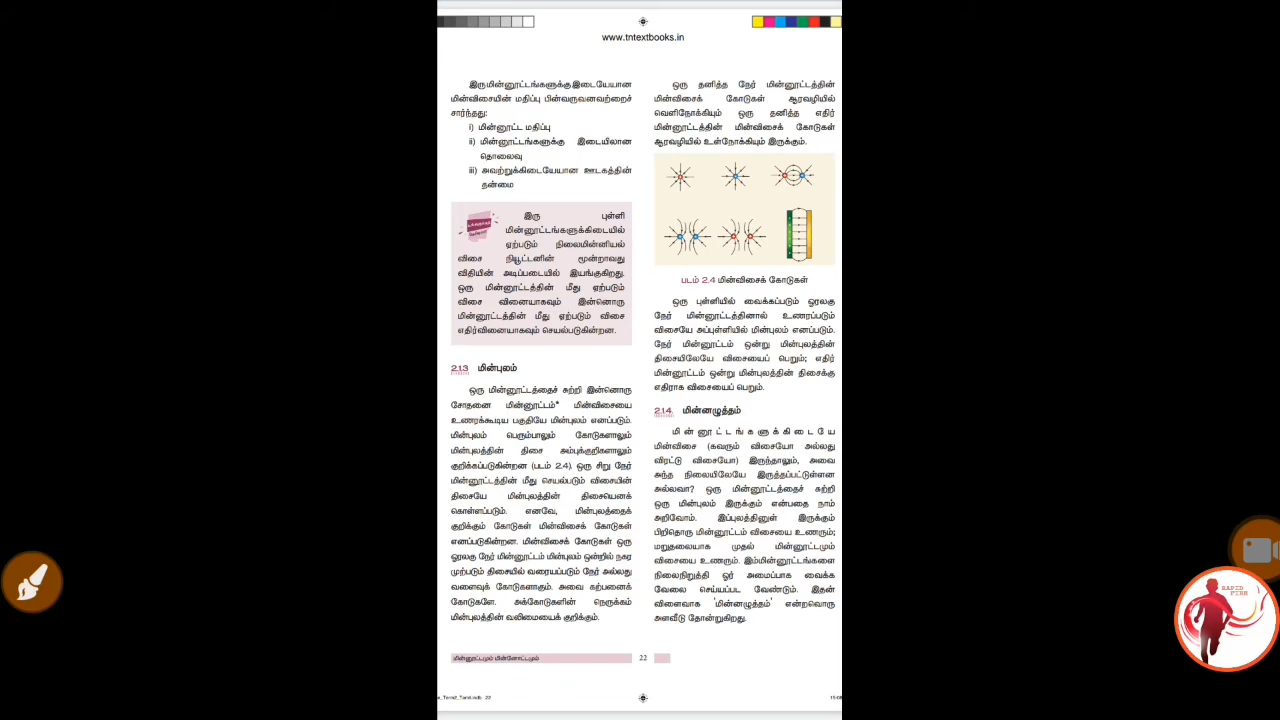 www.tntextbooks.in
இருமின்னூட்டங்களுக்கு இடையேயான
மின்விசையின் மதிப்பு பின்வருவனவற்றைச்
சார்ந்தது:
i) மின்னூட்ட மதிப்பு
ii) மின்னூட்டங்களுக்கு இடையிலான
தொலைவு
iii) அவற்றுக்கிடையேயான ஊடகத்தின்
தன்மை
இரு புள்ளி
மின்னூட்டங்களுக்கிடையில்
ஏற்படும் நிலைமின்னியல்
விசை நியூட்டனின் மூன்றாவது
விதியின் அடிப்படையில் இயங்குகிறது.
ஒரு மின்னூட்டத்தின் மீது ஏற்படும்
விசை வினையாகவும் இன்னொரு
மின்னூட்டத்தின் மீது ஏற்படும் விசை
எதிர்வினையாகவும் செயல்படுகின்றன.
2.1.3 மின்புலம்
ஒரு மின்னூட்டத்தைச் சுற்றி இன்னொரு
சோதனை மின்னூட்டம்* மின்விசையை
உணரக்கூடிய பகுதியே மின்புலம் எனப்படும்.
மின்புலம் பெரும்பாலும் கோடுகளாலும்
மின்புலத்தின் திசை அம்புக்குறிகளாலும்
குறிக்கப்படுகின்றன (படம் 2.4). ஒரு சிறு நேர்
மின்னூட்டத்தின் மீது செயல்படும் விசையின்
திசையே மின்புலத்தின் திசையெனக்
கொள்ளப்படும். எனவே, மின்புலத்தைக்
குறிக்கும் கோடுகள் மின்விசைக் கோடுகள்
எனப்படுகின்றன. மின்விசைக் கோடுகள் ஒரு
ஓரலகு நேர் மின்னூட்டம் மின்புலம் ஒன்றில் நகர
முற்படும் திசையில் வரையப்படும் நேர் அல்லது
வளைவுக் கோடுகளாகும். அவை கற்பனைக்
கோடுகளே. அக்கோடுகளின் நெருக்கம்
மின்புலத்தின் வலிமையைக் குறிக்கும்.
ஒரு தனித்த நேர் மின்னூட்டத்தின்
மின்விசைக் கோடுகள் ஆரவழியில்
வெளிநோக்கியும் ஒரு தனித்த எதிர்
மின்னூட்டத்தின் மின்விசைக் கோடுகள்
ஆரவழியில் உள்நோக்கியும் இருக்கும்.
படம் 2.4 மின்விசைக் கோடுகள்
ஒரு புள்ளியில் வைக்கப்படும் ஓரலகு
நேர் மின்னூட்டத்தினால் உணரப்படும்
விசையே அப்புள்ளியில் மின்புலம் எனப்படும்.
நேர் மின்னூட்டம் ஒன்று மின்புலத்தின்
திசையிலேயே விசையைப் பெறும்; எதிர்
மின்னூட்டம் ஒன்று மின்புலத்தின் திசைக்கு
எதிராக விசையைப் பெறும்.
2.1.4. மின்னழுத்தம்
மின்னூட்டங்களுக்கிடையே
மின்விசை (கவரும் விசையோ அல்லது
விரட்டு விசையோ) இருந்தாலும், அவை
அந்த நிலையிலேயே இருத்தப்பட்டுள்ளன
அல்லவா? ஒரு மின்னூட்டத்தைச் சுற்றி
ஒரு மின்புலம் இருக்கும் என்பதை நாம்
அறிவோம். இப்புலத்தினுள் இருக்கும்
பிறிதொரு மின்னூட்டம் விசையை உணரும்;
மறுதலையாக முதல் மின்னூட்டமும்
விசையை உணரும். இம்மின்னூட்டங்களை
நிலைநிறுத்தி ஓர் அமைப்பாக வைக்க
வேலை செய்யப்பட வேண்டும். இதன்
விளைவாக 'மின்னழுத்தம்' என்றவொரு
அளவீடு தோன்றுகிறது.
மின்னூட்டமும் மின்னோட்டமும்
22
_Term2_Tamil.indb 22
RAPID